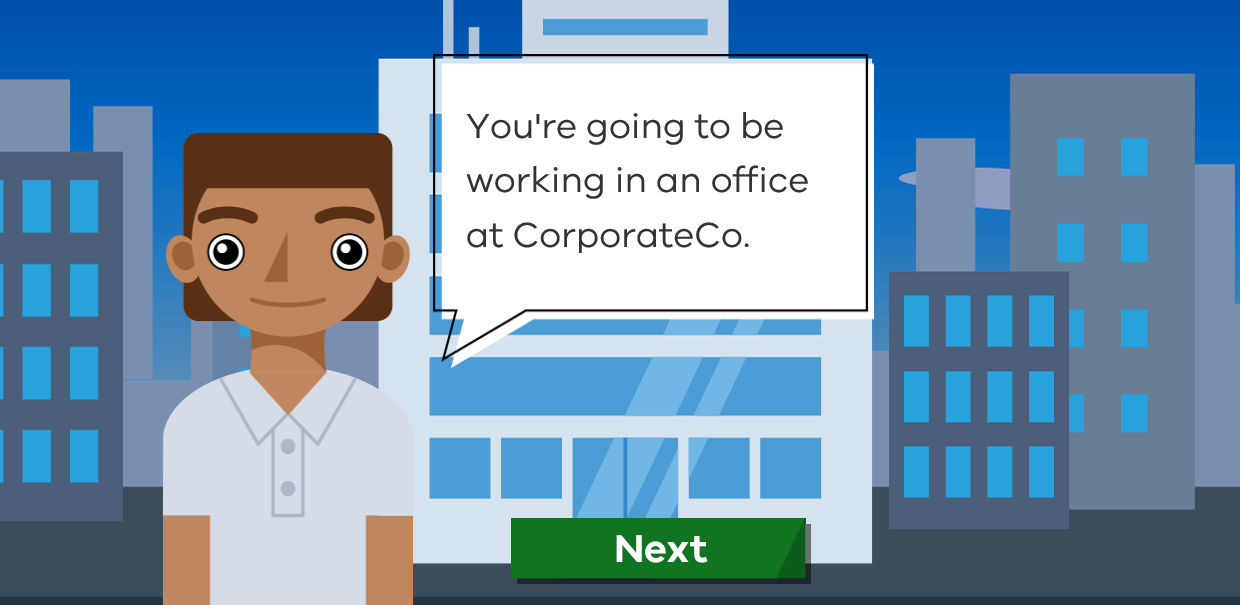 You're going to be
working in an office
at CorporateCo.
Next